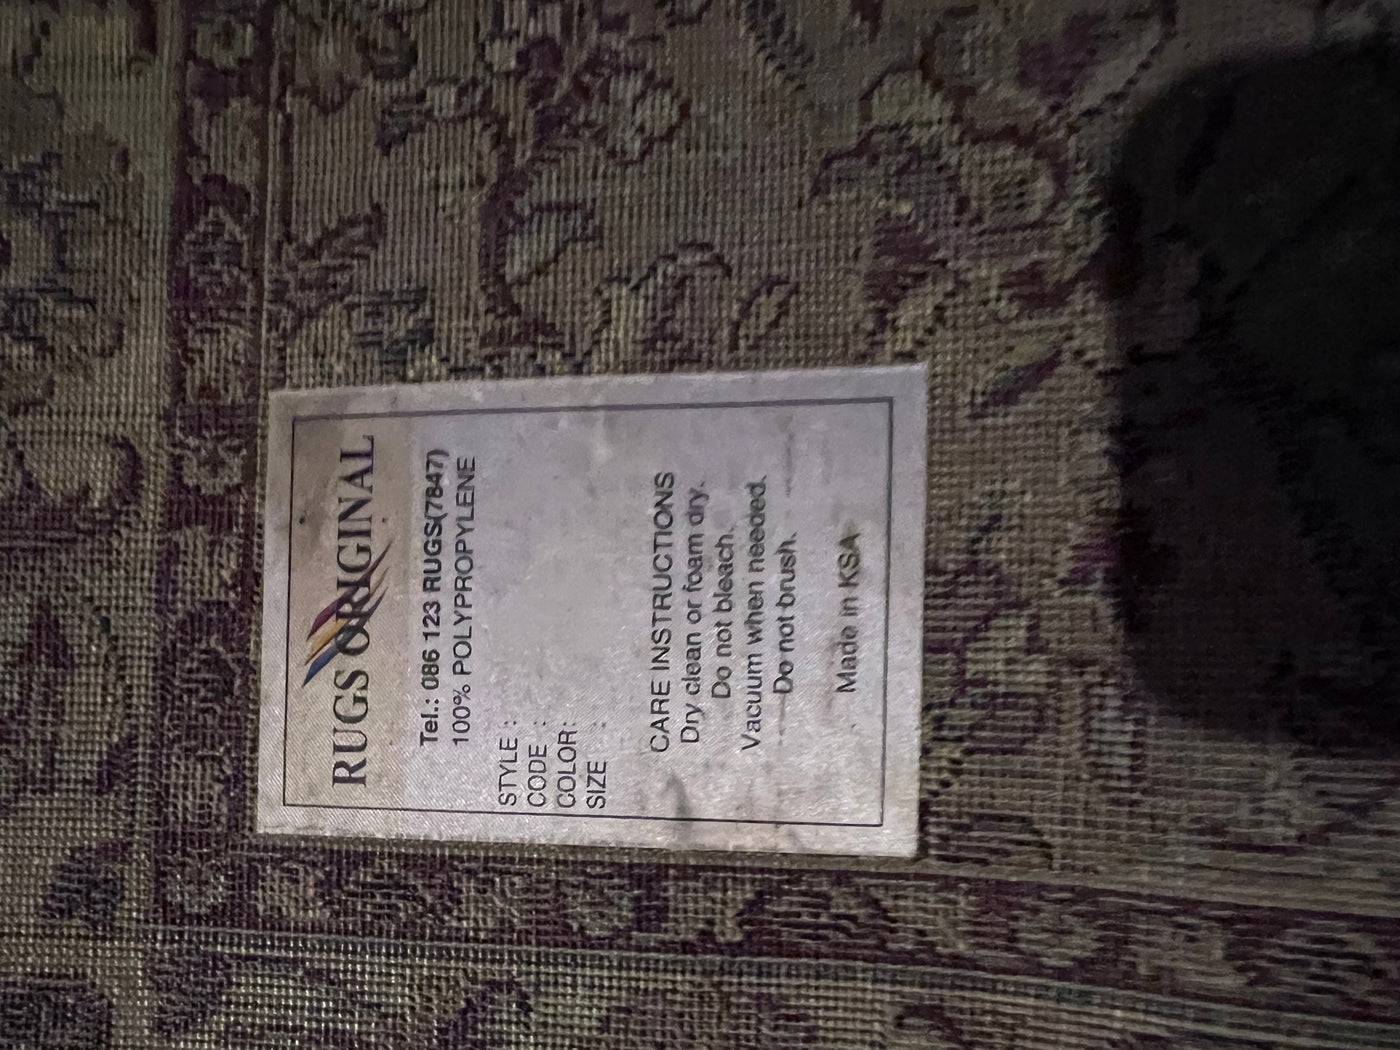 RUGS ORIGINAL
Tel.: 086 123 RUGS(7847)
100% POLYPROPYLENE
STYLE :
CODE :
COLOR:
SIZE :
CARE INSTRUCTIONS
Dry clean or foam dry.
Do not bleach.
Vacuum when needed.
Do not brush.
Made in KSA